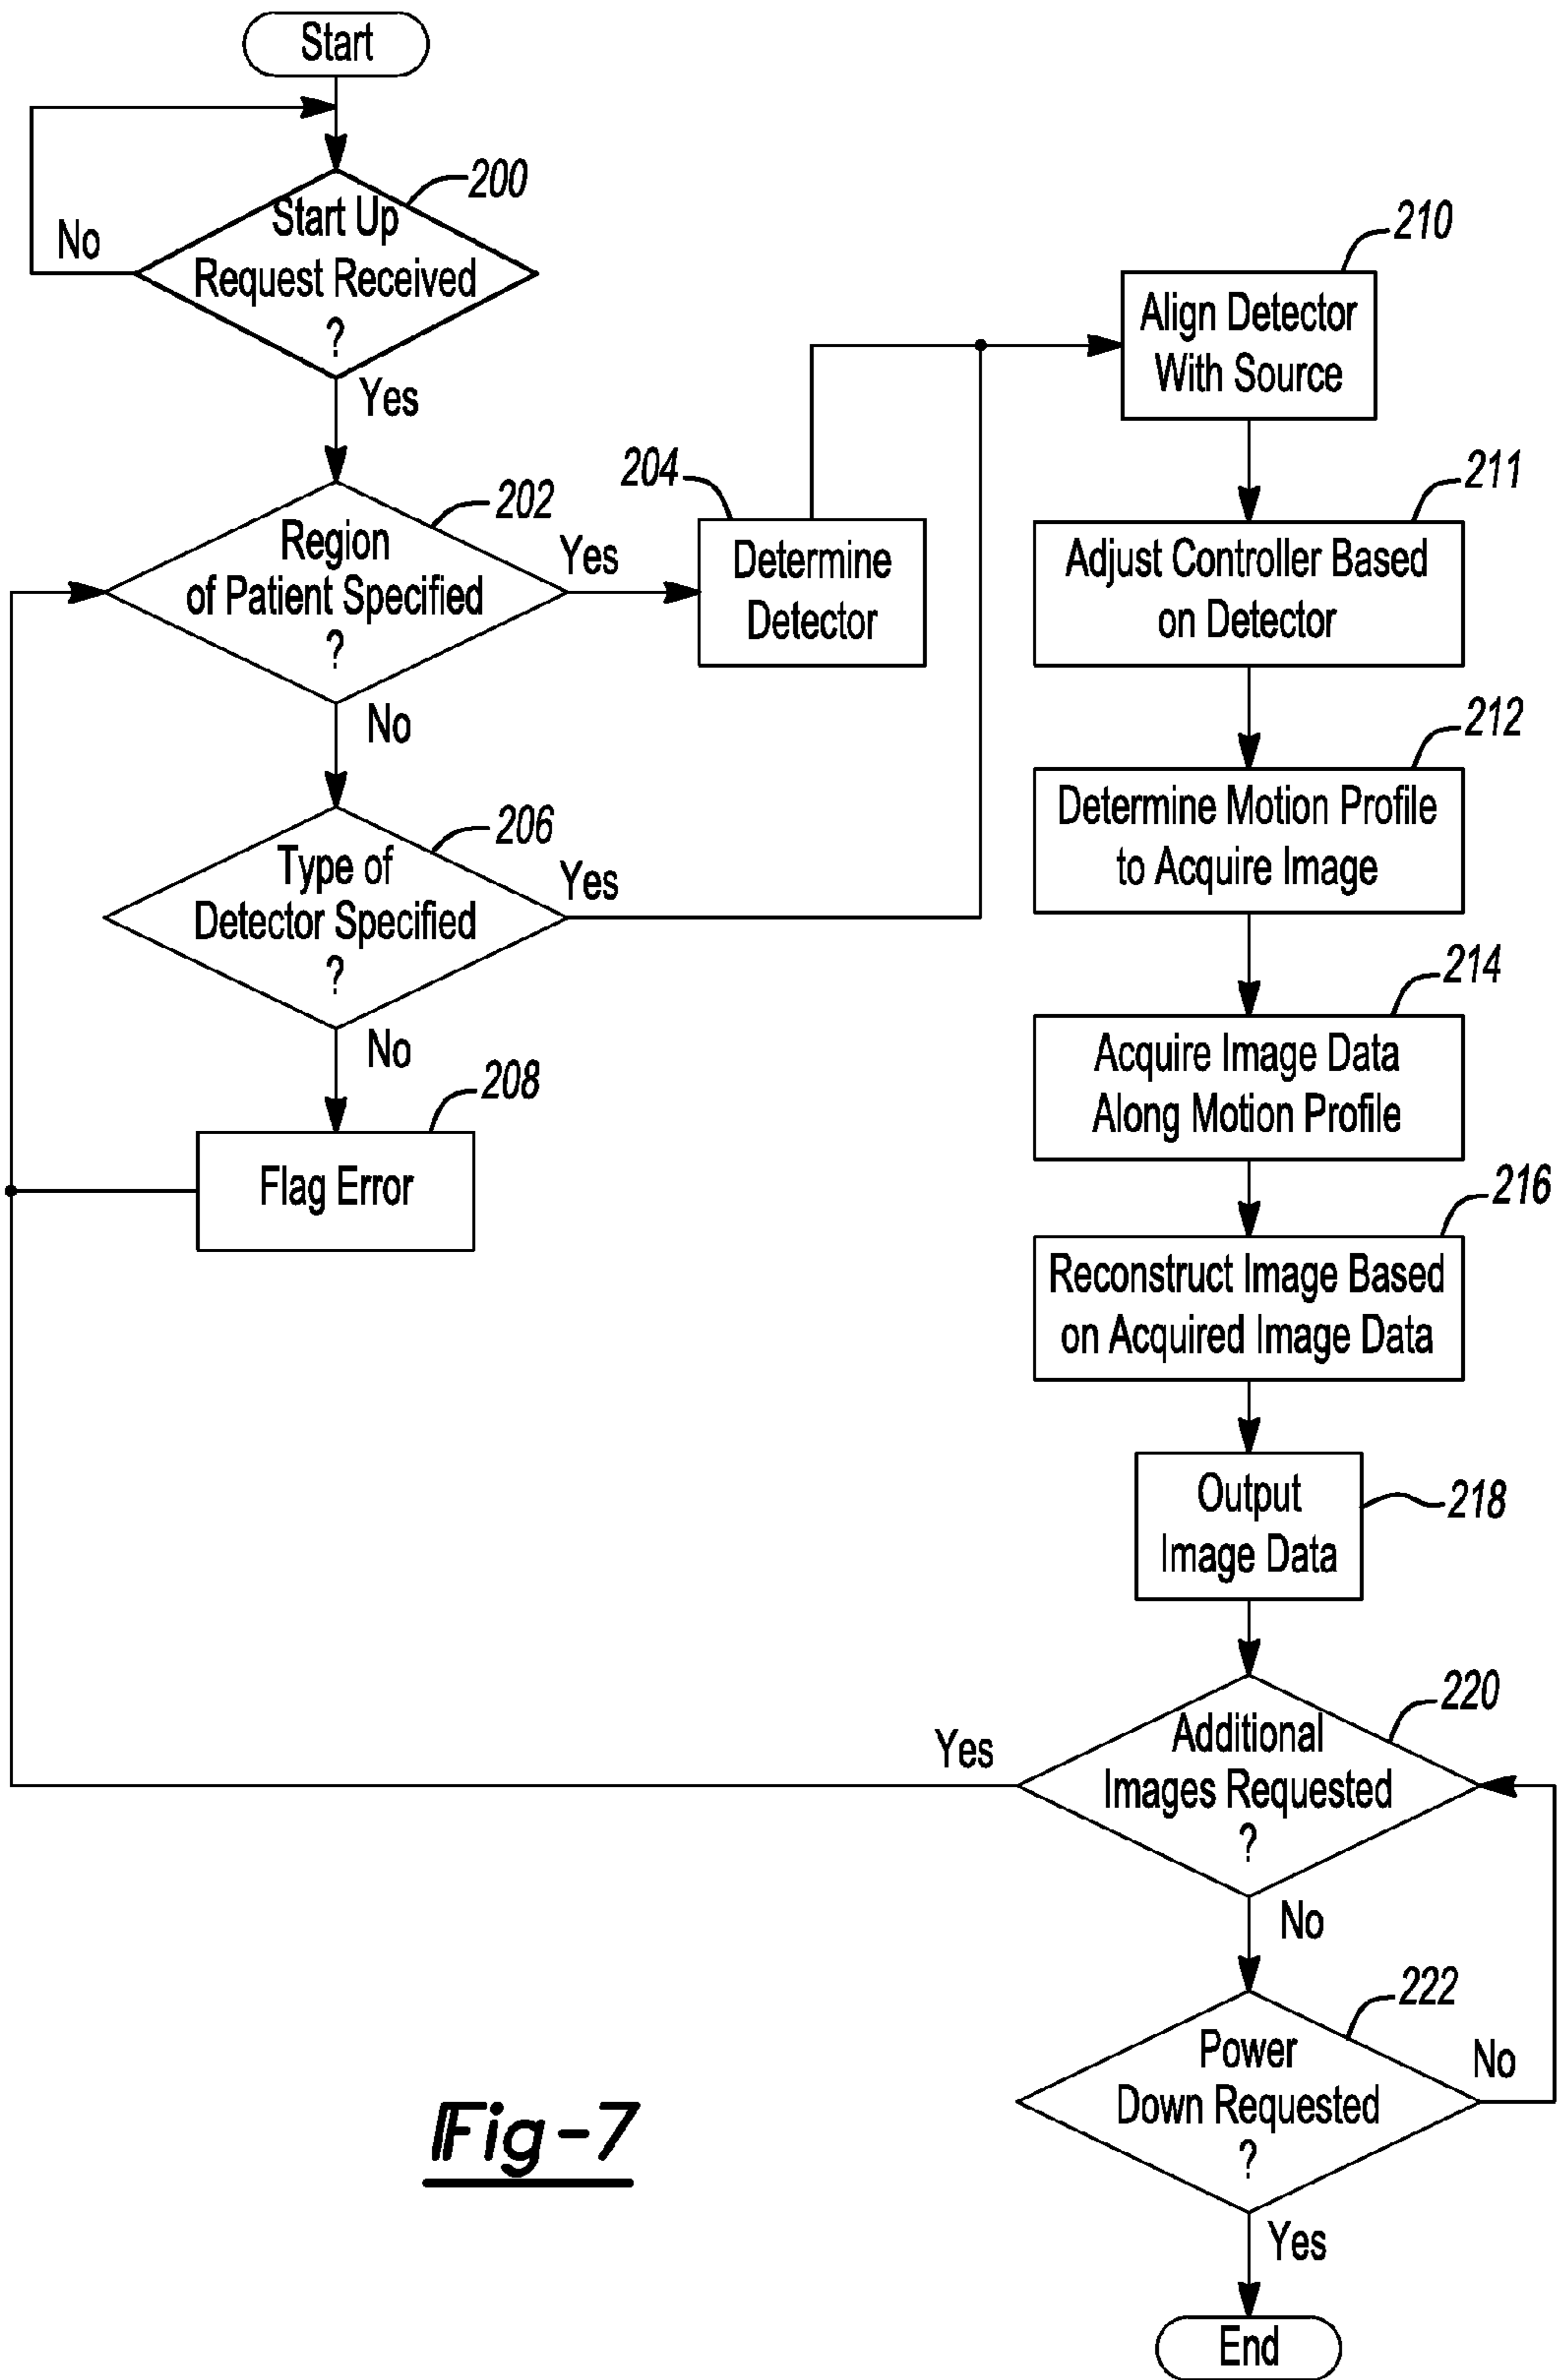 Start
200
Start Up
Request Received
?
No
Yes
202
Region
of Patient Specified
?
Yes
No
204
Determine
Detector
206
Type of
Detector Specified
?
Yes
No
208
Flag Error
210
Align Detector
With Source
211
Adjust Controller Based
on Detector
212
Determine Motion Profile
to Acquire Image
214
Acquire Image Data
Along Motion Profile
216
Reconstruct Image Based
on Acquired Image Data
218
Output
Image Data
220
Additional
Images Requested
?
Yes
No
222
Power
Down Requested
?
No
Yes
End
Fig-7